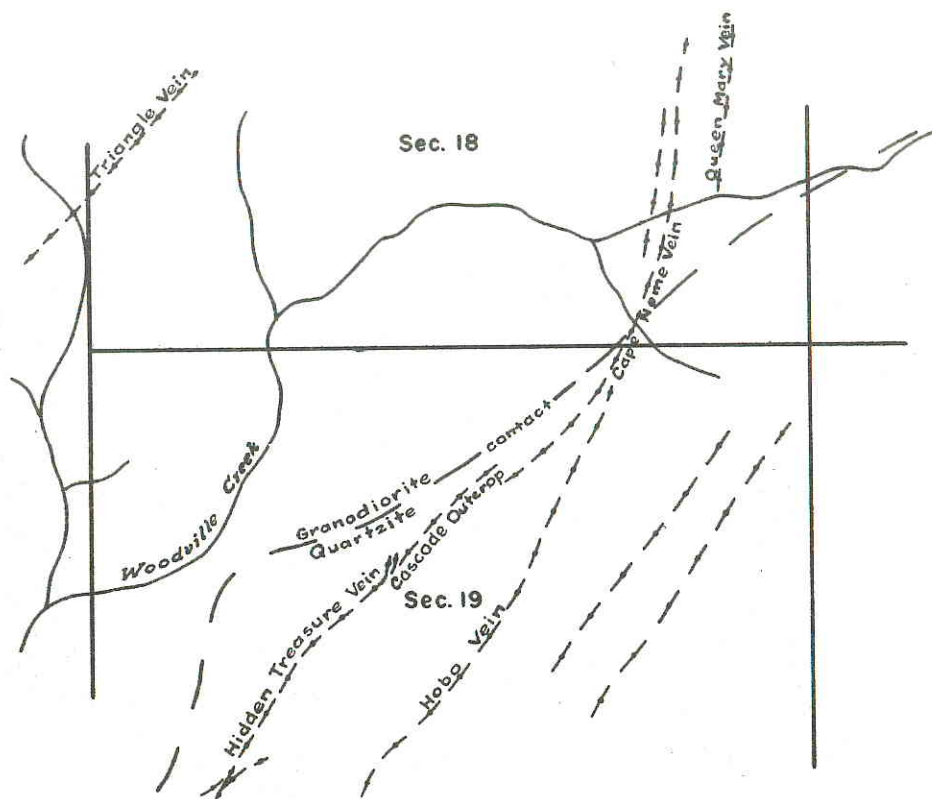 Triangle Vein
Sec. 18
Queen Mary Vein
Cape Nome Vein
contact
Granodiorite
Quartzite
Woodville Creek
Cascade Outcrop
Hidden Treasure Vein
Sec. 19
Hobo Vein